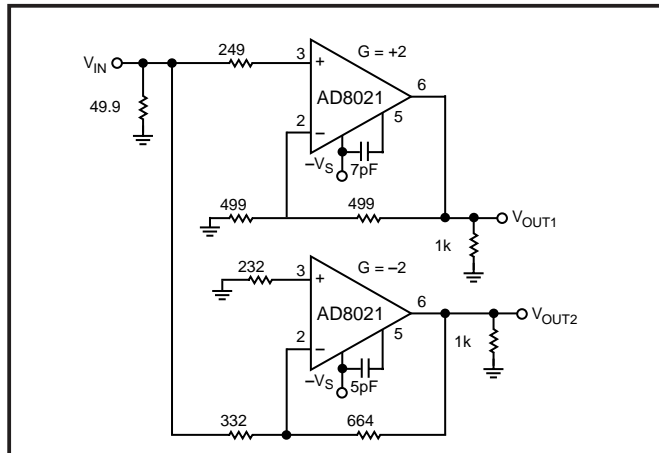 249
3
+
G = +2
V_IN
6
AD8021
49.9
5
2
–
–V_S
7pF
499
499
V_OUT1
1k
232
3
+
G = –2
6
AD8021
V_OUT2
5
2
–
1k
–V_S
5pF
332
664